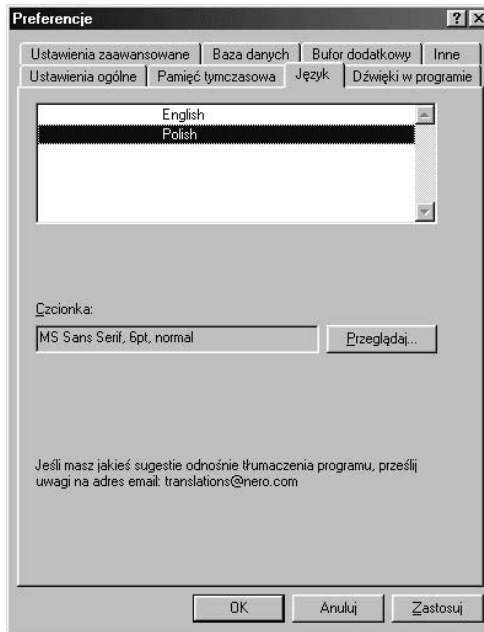 Preferencje
Ustawienia zaawansowane Baza danych Bufor dodatkowy Inne
Ustawienia ogólne Pamięć tymczasowa Język Dźwięki w programie
English
Polish
Czcionka:
MS Sans Serif, 6pt, normal Przeglądaj...
Jeśli masz jakieś sugestie odnośnie tłumaczenia programu, prześlij
uwagi na adres email: translations@nero.com
OK Anuluj Zastosuj